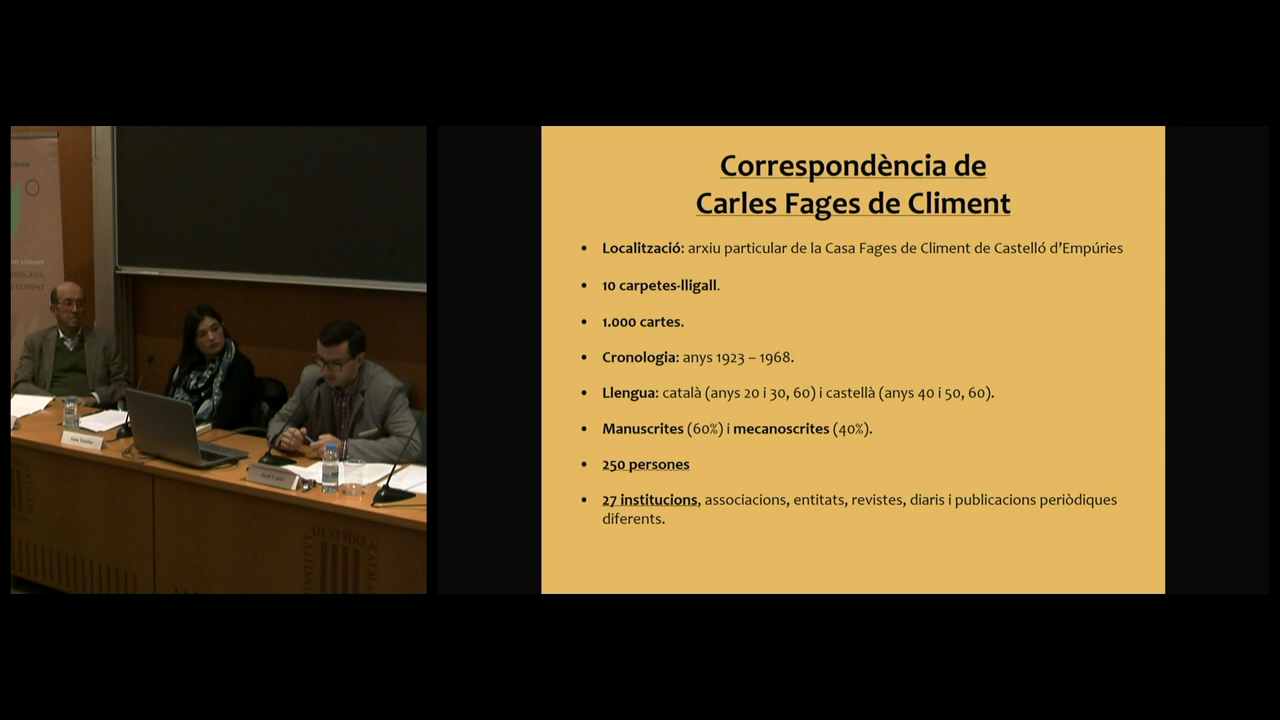 Correspondència de
Carles Fages de Climent
• Localització: arxiu particular de la Casa Fages de Climent de Castelló d'Empúries
• 10 carpetes-lligall.
• 1.000 cartes.
• Cronologia: anys 1923 – 1968.
• Llengua: català (anys 20 i 30, 60) i castellà (anys 40 i 50, 60).
• Manuscrites (60%) i mecanoscrites (40%).
• 250 persones
• 27 institucions, associacions, entitats, revistes, diaris i publicacions periòdiques
diferents.